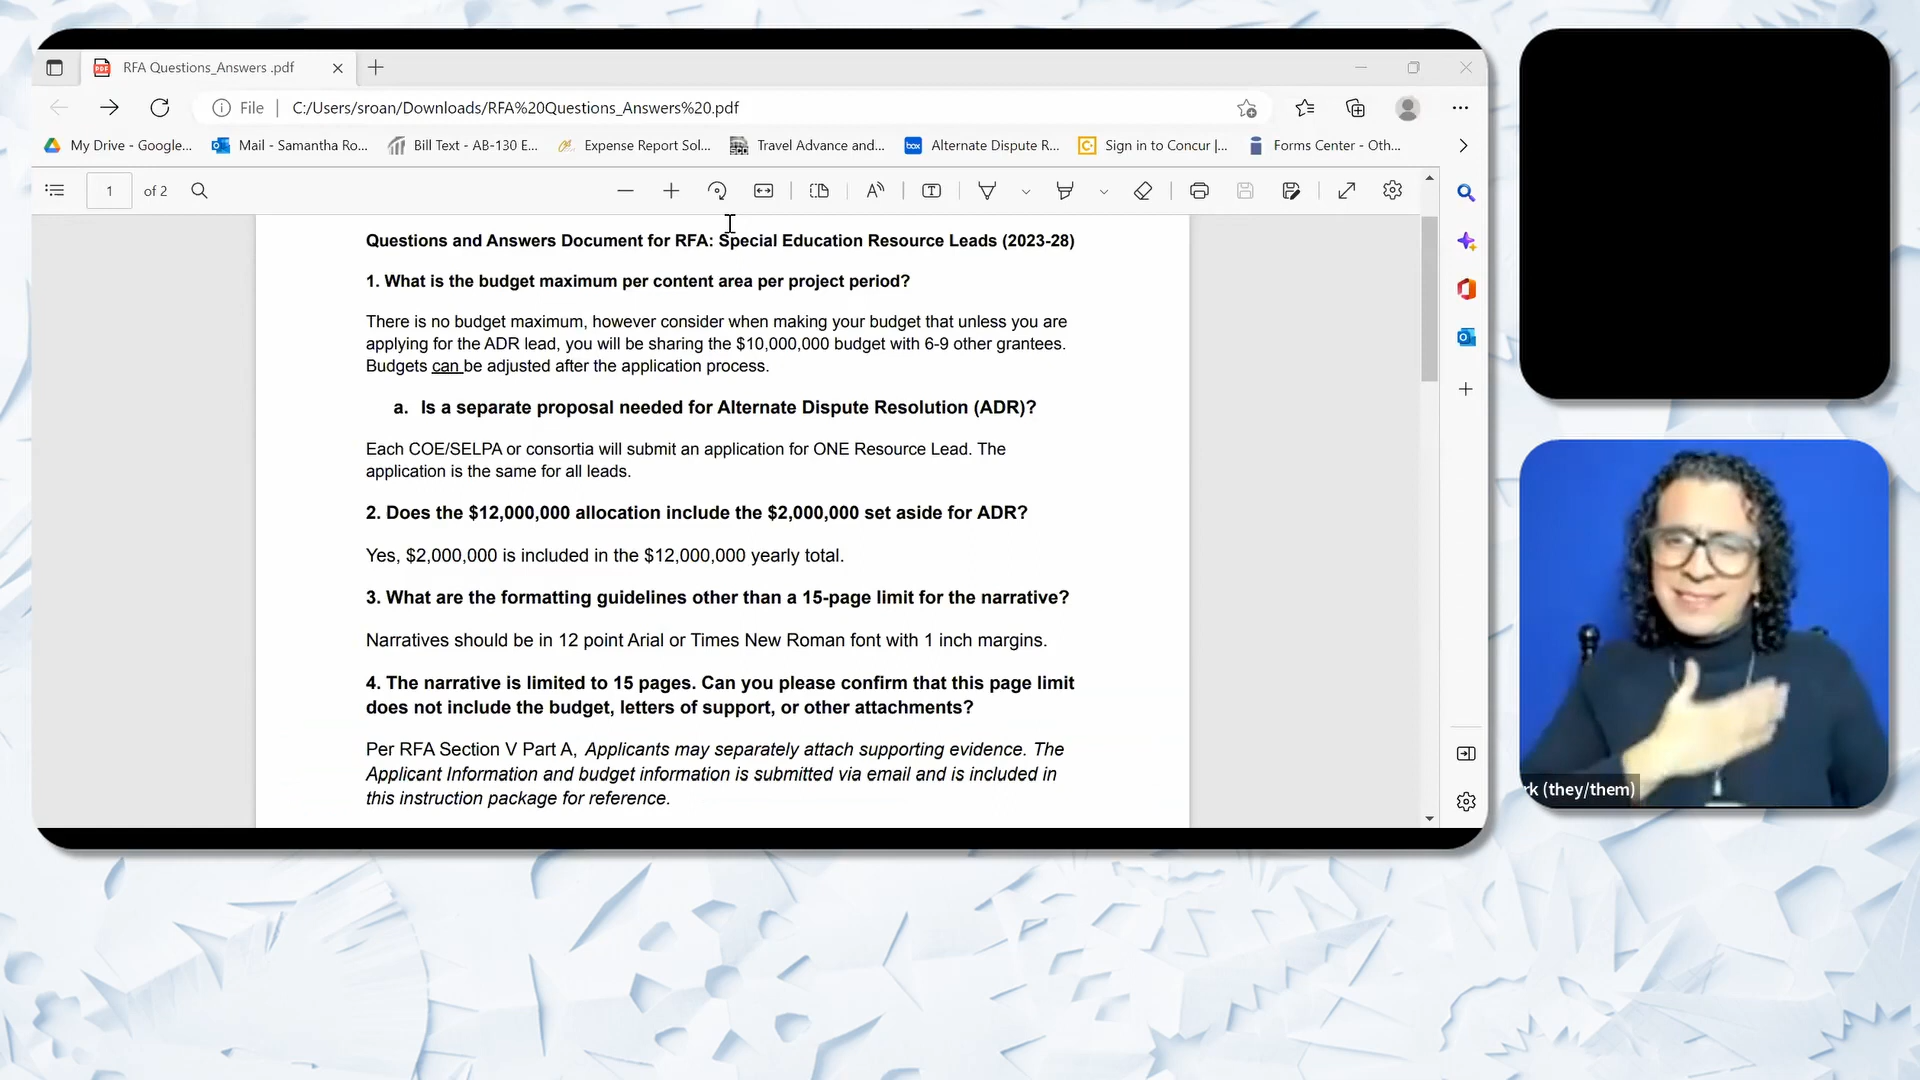 RFA Questions_Answers .pdf
File
C:/Users/sroan/Downloads/RFA%20Questions_Answers%20.pdf
My Drive - Google...
Mail - Samantha Ro...
Bill Text - AB-130 E...
Expense Report Sol...
Travel Advance and...
Alternate Dispute R...
Sign in to Concur |...
Forms Center - Oth...
1 of 2
Questions and Answers Document for RFA: Special Education Resource Leads (2023-28)
1. What is the budget maximum per content area per project period?
There is no budget maximum, however consider when making your budget that unless you are
applying for the ADR lead, you will be sharing the $10,000,000 budget with 6-9 other grantees.
Budgets can be adjusted after the application process.
a. Is a separate proposal needed for Alternate Dispute Resolution (ADR)?
Each COE/SELPA or consortia will submit an application for ONE Resource Lead. The
application is the same for all leads.
2. Does the $12,000,000 allocation include the $2,000,000 set aside for ADR?
Yes, $2,000,000 is included in the $12,000,000 yearly total.
3. What are the formatting guidelines other than a 15-page limit for the narrative?
Narratives should be in 12 point Arial or Times New Roman font with 1 inch margins.
4. The narrative is limited to 15 pages. Can you please confirm that this page limit
does not include the budget, letters of support, or other attachments?
Per RFA Section V Part A, Applicants may separately attach supporting evidence. The
Applicant Information and budget information is submitted via email and is included in
this instruction package for reference.
rk (they/them)